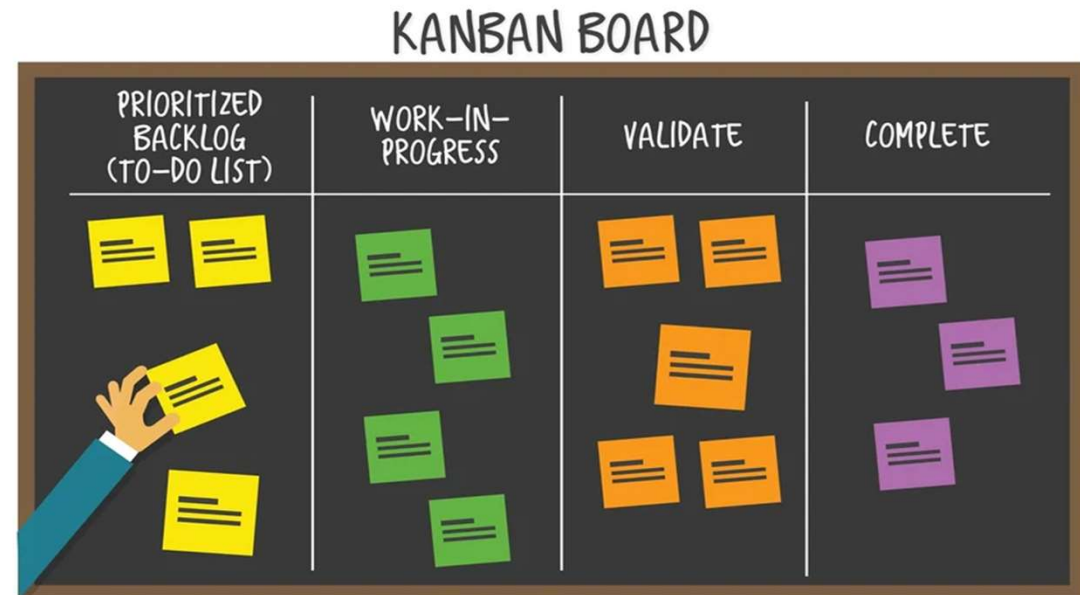 KANBAN BOARD
PRIORITIZED
BACKLOG
(TO-DO LIST)
WORK-IN-
PROGRESS
VALIDATE
COMPLETE